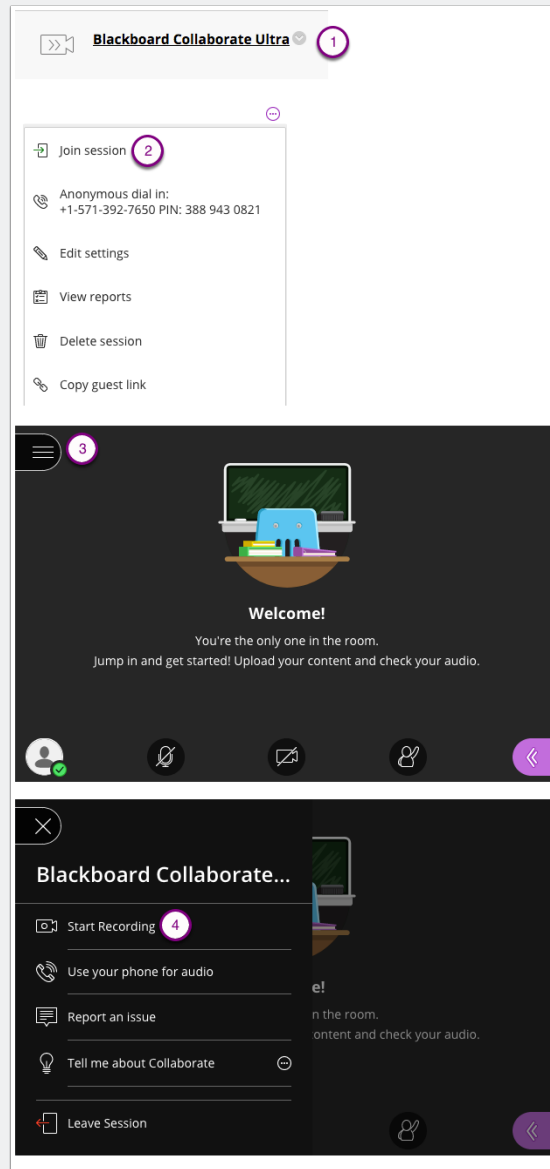 Blackboard Collaborate Ultra 1
Join session 2
Anonymous dial in:
+1-571-392-7650 PIN: 388 943 0821
Edit settings
View reports
Delete session
Copy guest link
3
Welcome!
You're the only one in the room.
Jump in and get started! Upload your content and check your audio.
Blackboard Collaborate...
Start Recording 4
Use your phone for audio
e!
Report an issue
n the room.
ontent and check your audio.
Tell me about Collaborate
Leave Session